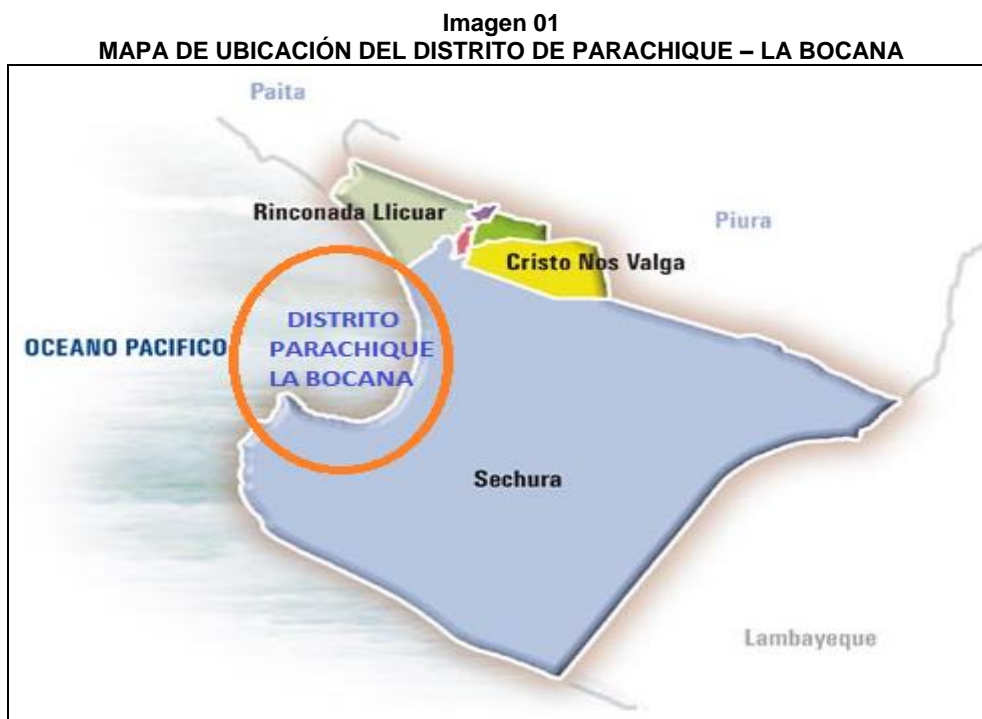 Imagen 01
MAPA DE UBICACIÓN DEL DISTRITO DE PARACHIQUE – LA BOCANA
Paita
Rinconada Llicuar
Piura
Cristo Nos Valga
DISTRITO
OCEANO PACIFICO
PARACHIQUE
LA BOCANA
Sechura
Lambayeque